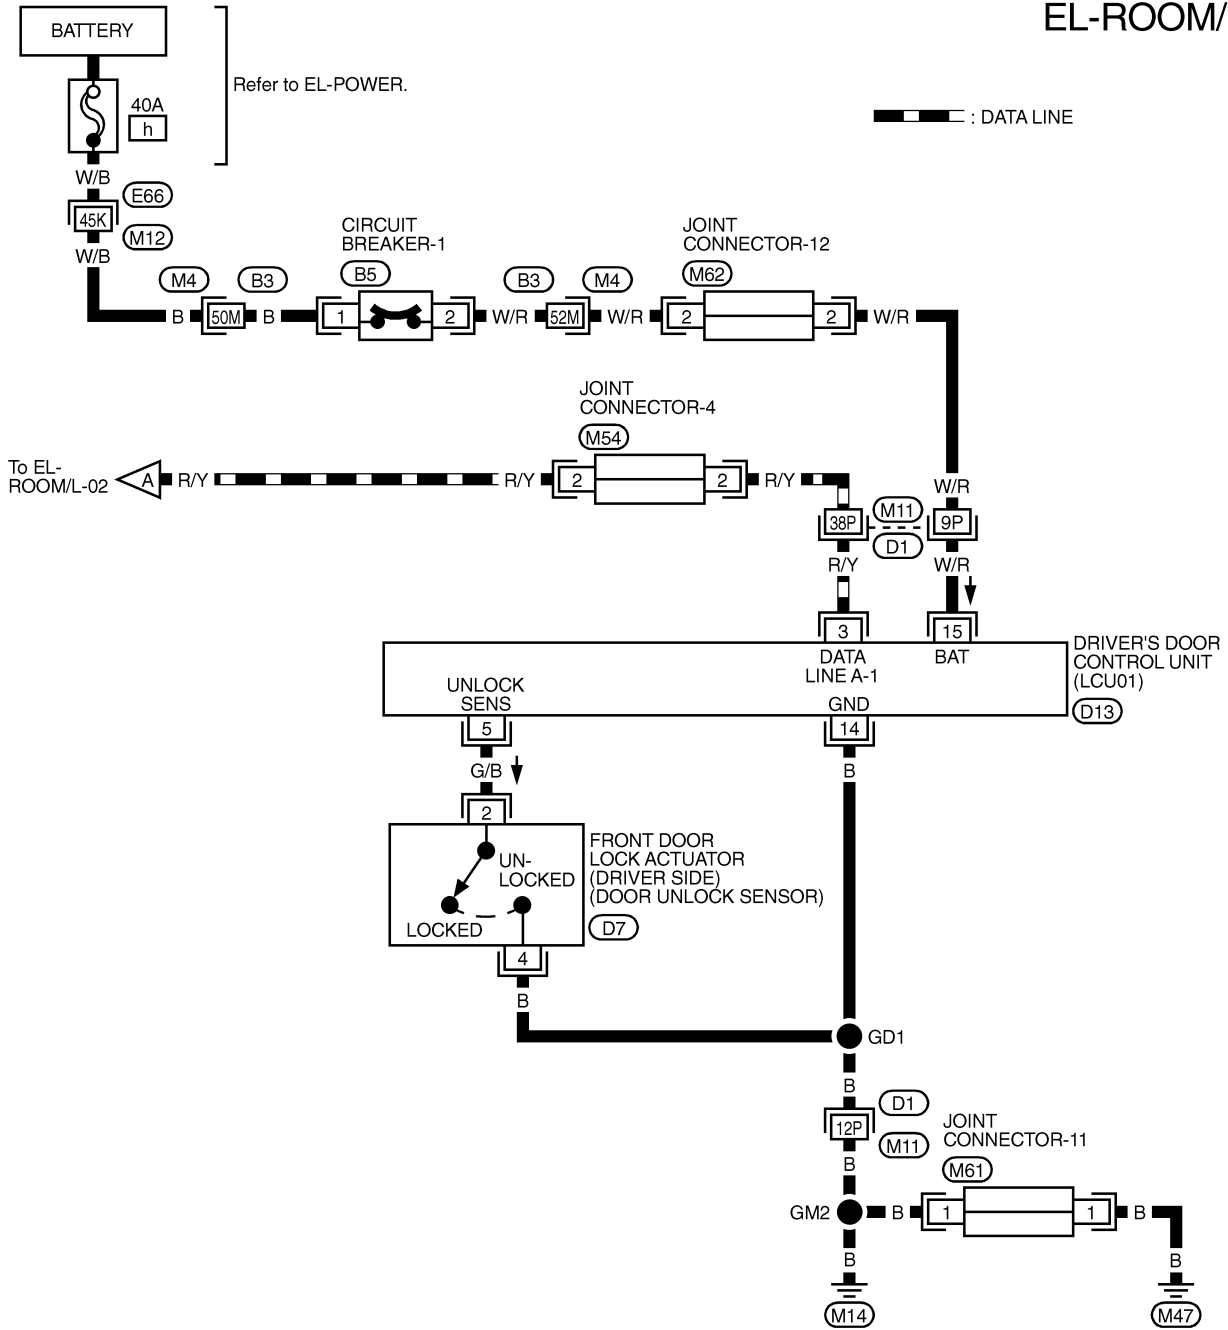 EL-ROOM/
BATTERY
Refer to EL-POWER.
40A
h
: DATA LINE
W/B
E66
45K
M12
W/B
CIRCUIT
BREAKER-1
JOINT
CONNECTOR-12
M4
B3
B5
B3
M4
M62
B
50M
B
1
2
W/R
52M
W/R
2
2
W/R
JOINT
CONNECTOR-4
M54
To EL-
ROOM/L-02
A
R/Y
R/Y
2
2
R/Y
W/R
38P
M11
9P
D1
R/Y
W/R
3
15
DATA
LINE A-1
BAT
DRIVER'S DOOR
CONTROL UNIT
(LCU01)
D13
UNLOCK
SENS
GND
5
14
G/B
B
2
UN-
LOCKED
LOCKED
FRONT DOOR
LOCK ACTUATOR
(DRIVER SIDE)
(DOOR UNLOCK SENSOR)
D7
4
B
GD1
B
D1
12P
M11
JOINT
CONNECTOR-11
M61
B
GM2
B
1
1
B
B
B
M14
M47